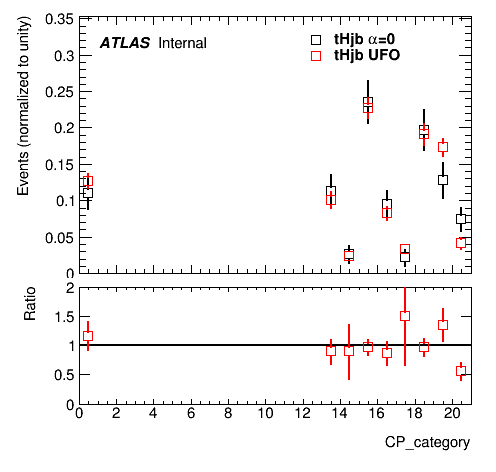 0.35
ATLAS Internal
tHjb α=0
tHjb UFO
0.3
0.25
0.2
0.15
0.1
0.05
0
Events (normalized to unity)
2
1.5
1
0.5
0
Ratio
0 2 4 6 8 10 12 14 16 18 20
CP_category